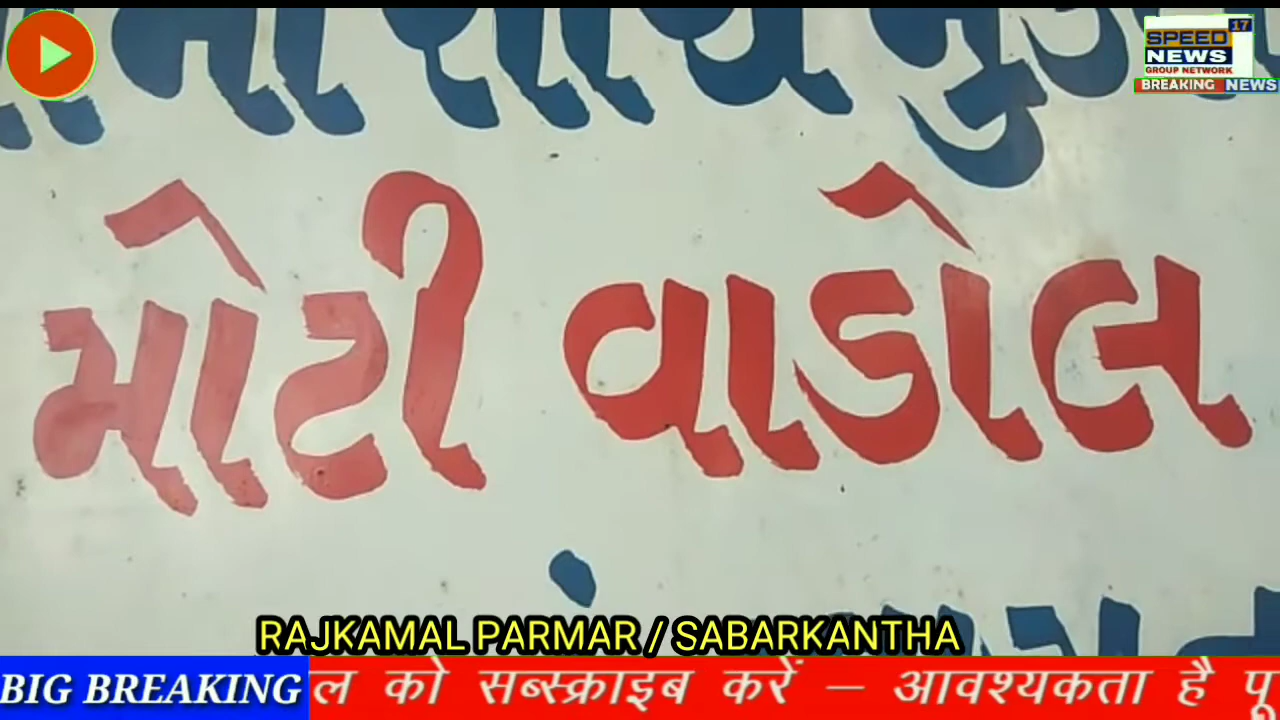 17
SPEED
NEWS
GROUP NETWORK
BREAKING NEWS
મોટી વાડોલ
RAJKAMAL PARMAR / SABARKANTHA
BIG BREAKING ल को सब्स्क्राइब करें – आवश्यकता है पू